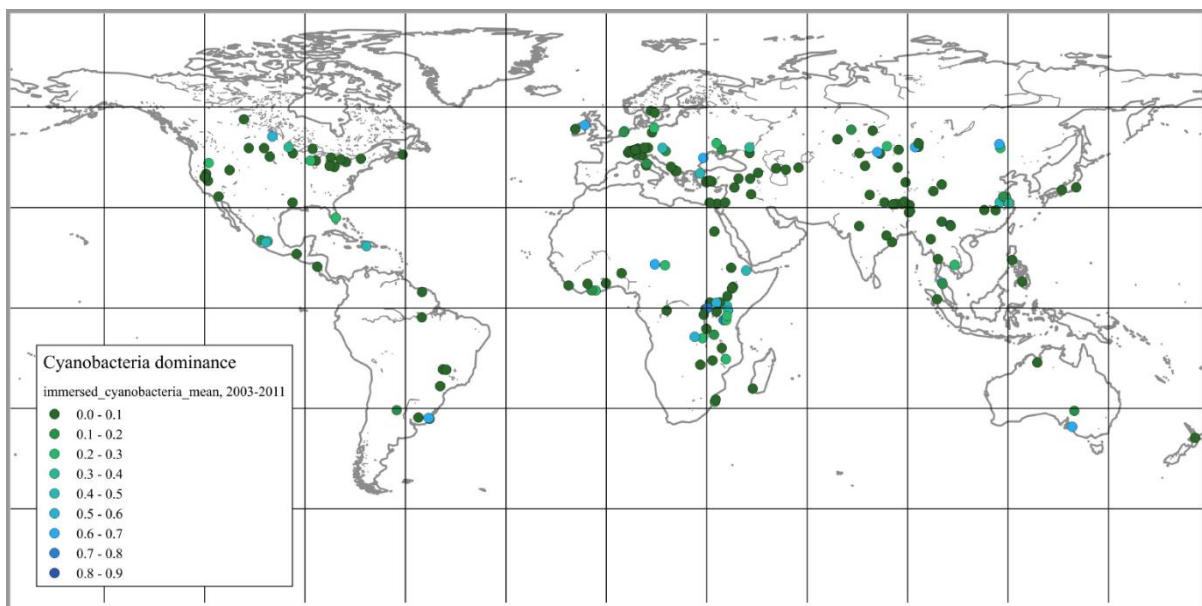 Cyanobacteria dominance
immersed_cyanobacteria_mean, 2003-2011
0.0 - 0.1
0.1 - 0.2
0.2 - 0.3
0.3 - 0.4
0.4 - 0.5
0.5 - 0.6
0.6 - 0.7
0.7 - 0.8
0.8 - 0.9